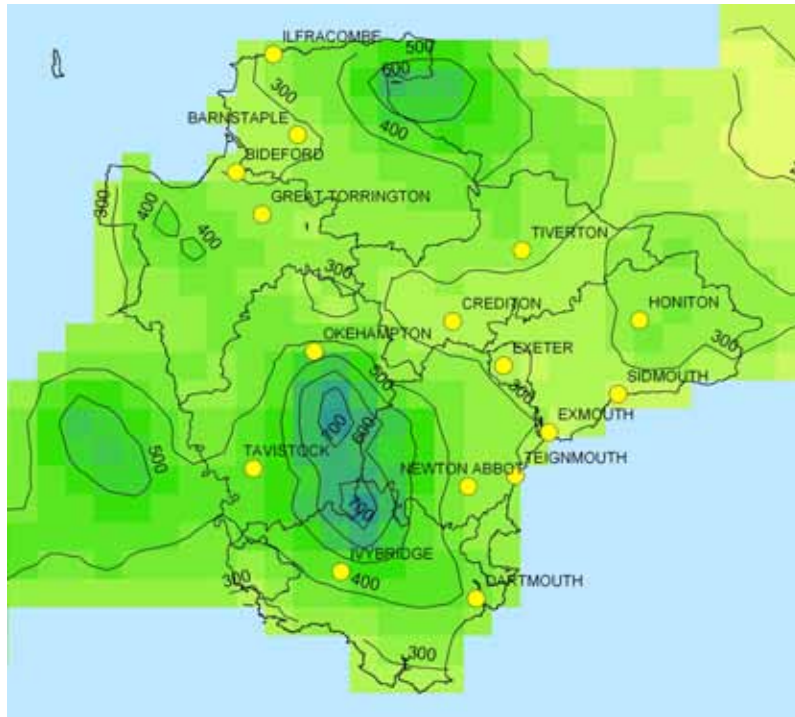 ILFRACOMBE
500
600
300
BARNSTAPLE
400
BIDEFORD
300
400
GREAT TORRINGTON
400
TIVERTON
300
CREDITON
HONITON
OKEHAMPTON
300
EXETER
500
SIDMOUTH
300
700
600
EXMOUTH
500
TAVISTOCK
NEWTON ABBOT
TEIGNMOUTH
700
IVYBRIDGE
300
400
DARTMOUTH
300